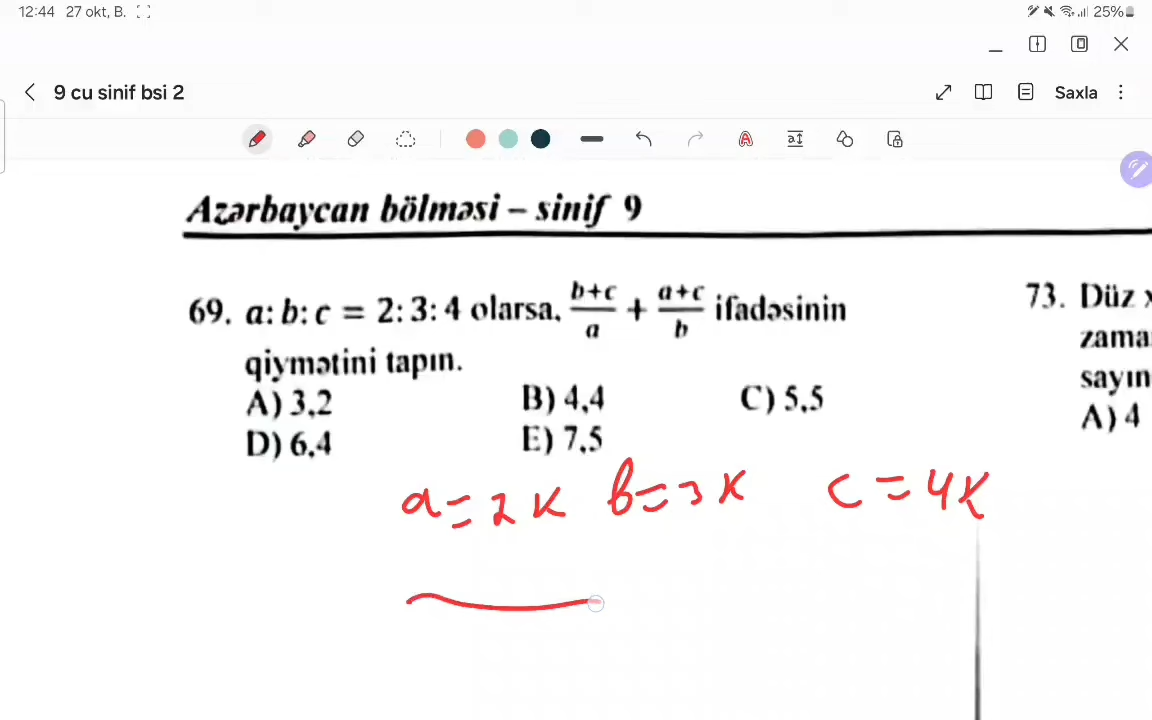 12:44 27 okt, B. 25%
9 cu sinif bsi 2 Saxla
Azərbaycan bölməsi – sinif 9
69. a: b: c = 2: 3: 4 olarsa, \frac{b+c}{a} + \frac{a+c}{b} ifadəsinin
qiymətini tapın.
A) 3,2 B) 4,4 C) 5,5
D) 6,4 E) 7,5
a=2K b=3K c=4K
73. Düz
zama
sayın
A) 4